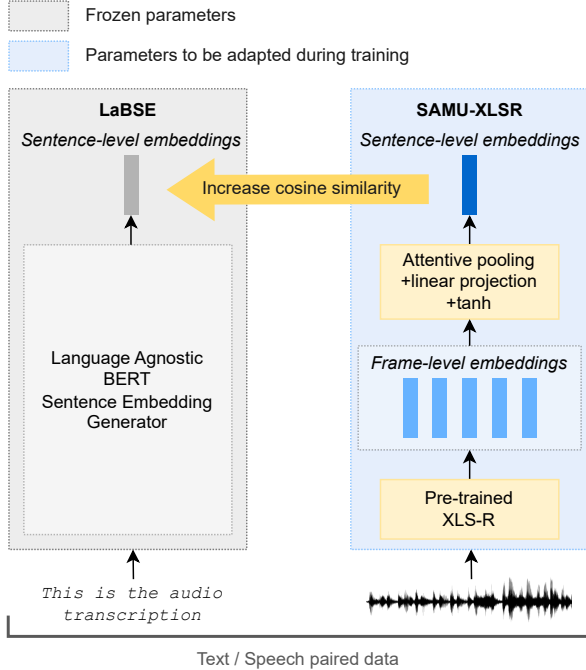 Frozen parameters
Parameters to be adapted during training
LaBSE
Sentence-level embeddings
Language Agnostic
BERT
Sentence Embedding
Generator
This is the audio
transcription
Increase cosine similarity
SAMU-XLSR
Sentence-level embeddings
Attentive pooling
+linear projection
+tanh
Frame-level embeddings
Pre-trained
XLS-R
Text / Speech paired data